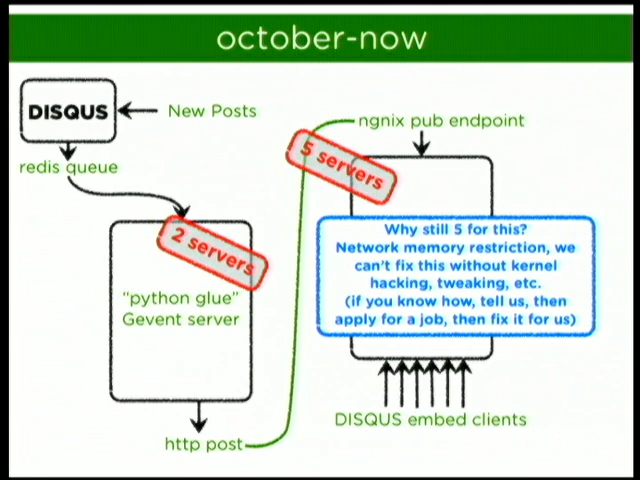 october-now
DISQUS
New Posts
redis queue
2 servers
"python glue"
Gevent server
http post
ngnix pub endpoint
5 servers
Why still 5 for this?
Network memory restriction, we
can't fix this without kernel
hacking, tweaking, etc.
(if you know how, tell us, then
apply for a job, then fix it for us)
DISQUS embed clients